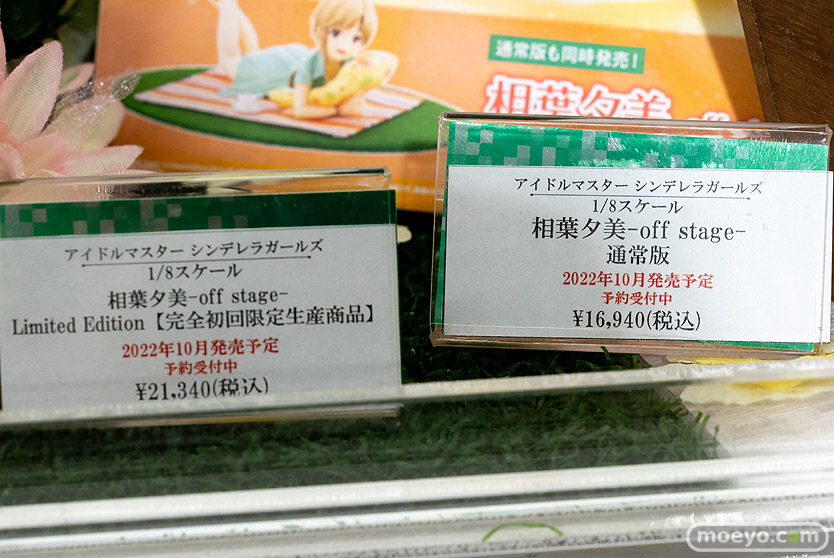 通常版も同時発売!
相葉夕美
アイドルマスター シンデレラガールズ
1/8スケール
相葉夕美-off stage-
Limited Edition【完全初回限定生産商品】
2022年10月発売予定
予約受付中
¥21,340(税込)
アイドルマスター シンデレラガールズ
1/8スケール
相葉夕美-off stage-
通常版
2022年10月発売予定
予約受付中
¥16,940(税込)
moeyo.com